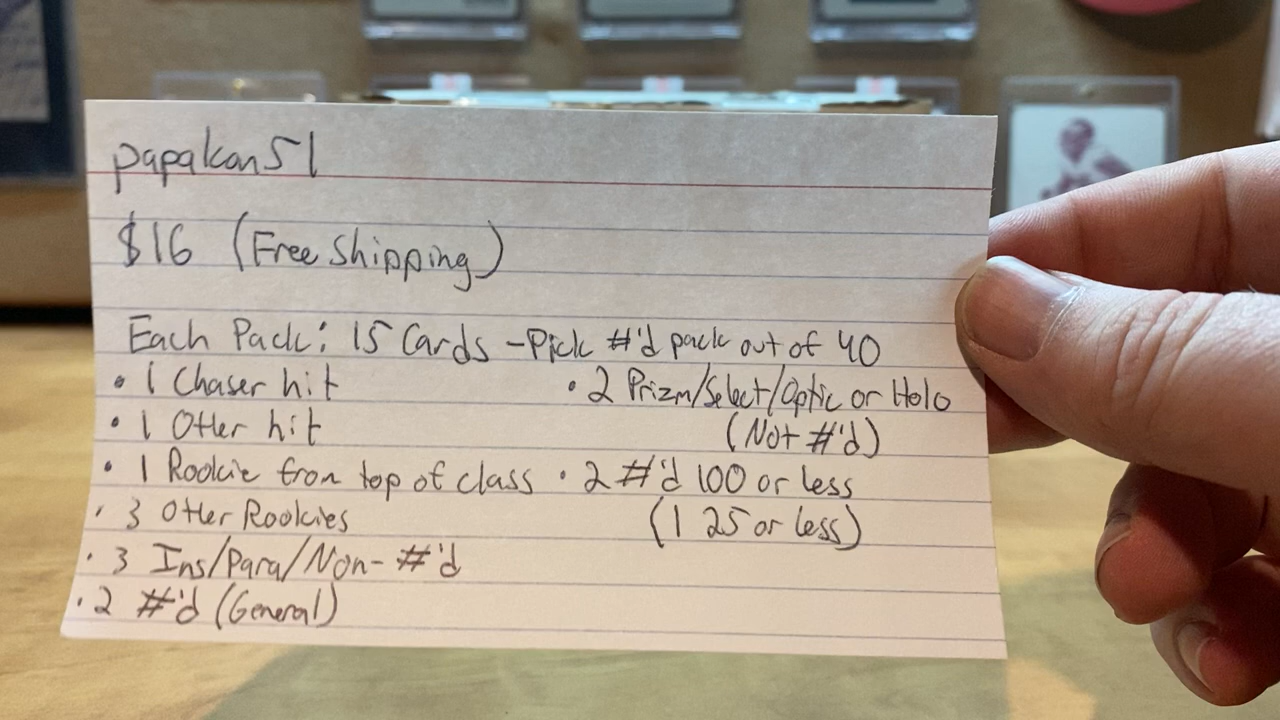 papakan51
$16 (Free Shipping)
Each Pack: 15 Cards - Pick #'d pack out of 40
• 1 Chaser hit
• 1 Other hit
• 1 Rookie from top of class
• 3 Other Rookies
• 3 Ins/Para/Non-#'d
• 2 #'d (General)
• 2 Prizm/Select/Optic or Holo
(Not #'d)
• 2 #'d 100 or less
(1 25 or less)